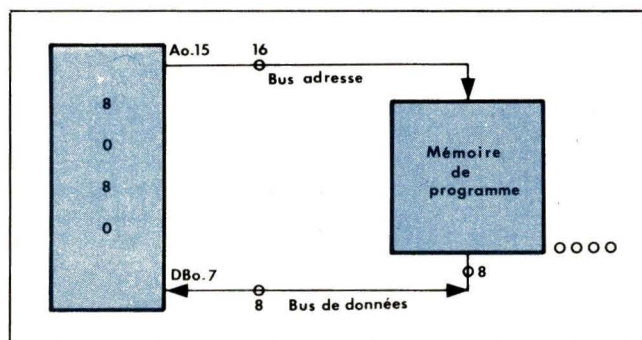 Ao.15
16
Bus adresse
8
0
8
0
Mémoire
de
programme
8
DBo.7
8
Bus de données